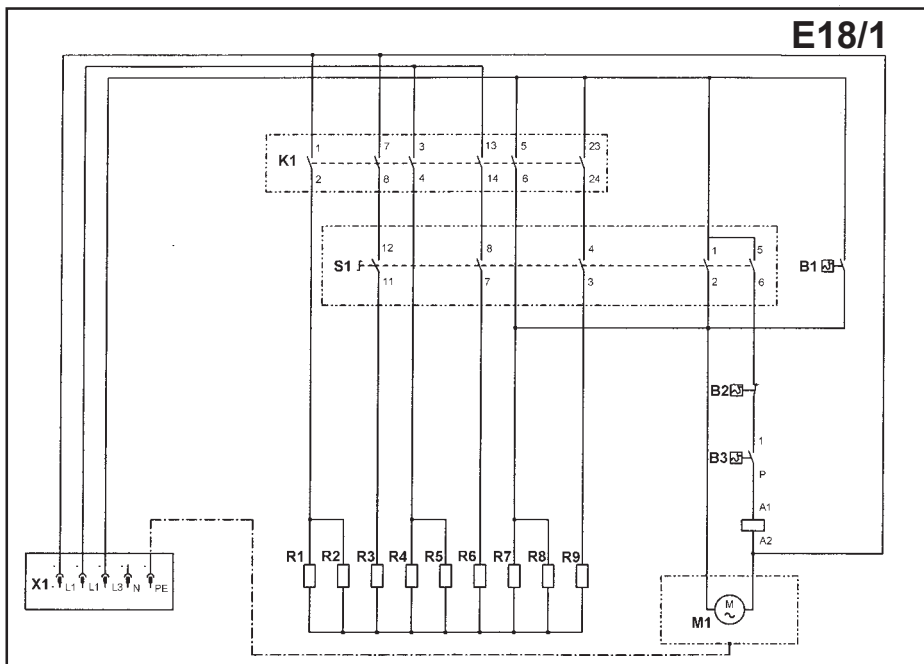 E18/1
1 7 3 13 5 23
K1
2 8 4 14 6 24
12 8 4 1 5
S1 B1
11 7 3 2 6
B2
1
B3
P
A1
A2
R1 R2 R3 R4 R5 R6 R7 R8 R9
X1 L1 L1 L3 N PE
M
M1